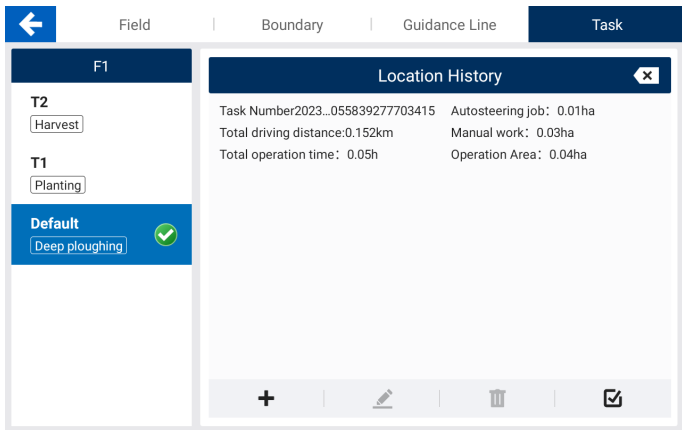 Field
Boundary
Guidance Line
Task
F1
T2
Harvest
T1
Planting
Default
Deep ploughing
Location History
Task Number2023...055839277703415
Autosteering job： 0.01ha
Total driving distance:0.152km
Manual work： 0.03ha
Total operation time： 0.05h
Operation Area： 0.04ha